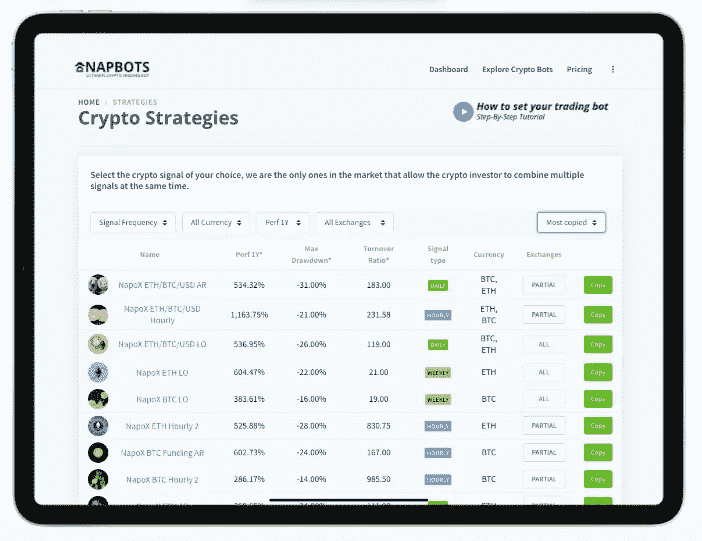 NAPBOTS
ULTIMATE CRYPTO TRADING BOT
Dashboard Explore Crypto Bots Pricing
HOME / STRATEGIES
Crypto Strategies
How to set your trading bot
Step-By-Step Tutorial
Select the crypto signal of your choice, we are the only ones in the market that allow the crypto investor to combine multiple
signals at the same time.
Signal Frequency All Currency Perf 1Y All Exchanges Most copied
Name Perf 1Y* Max Drawdown* Turnover Ratio* Signal type Currency Exchanges
NapoX ETH/BTC/USD AR 534.32% -31.00% 183.00 DAILY BTC, ETH PARTIAL Copy
NapoX ETH/BTC/USD Hourly 1,163.75% -21.00% 231.58 HOURLY ETH, BTC PARTIAL Copy
NapoX ETH/BTC/USD LO 536.95% -26.00% 119.00 DAILY BTC, ETH ALL Copy
NapoX ETH LO 604.47% -22.00% 21.00 WEEKLY ETH ALL Copy
NapoX BTC LO 383.61% -16.00% 19.00 WEEKLY BTC ALL Copy
NapoX ETH Hourly 2 525.88% -28.00% 830.75 HOURLY ETH PARTIAL Copy
NapoX BTC Funding AR 602.73% -24.00% 167.00 HOURLY BTC PARTIAL Copy
NapoX BTC Hourly 2 286.17% -14.00% 985.50 HOURLY BTC PARTIAL Copy